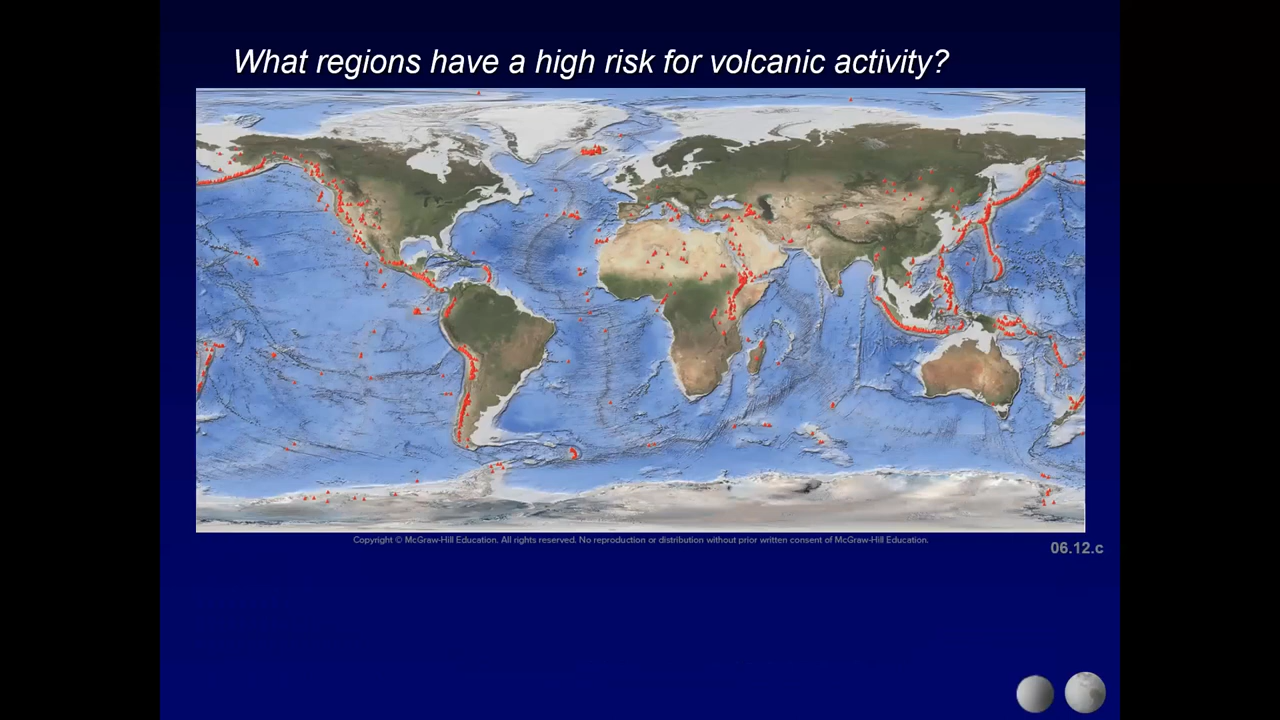 What regions have a high risk for volcanic activity?
Copyright © McGraw-Hill Education. All rights reserved. No reproduction or distribution without prior written consent of McGraw-Hill Education.
06.12.c